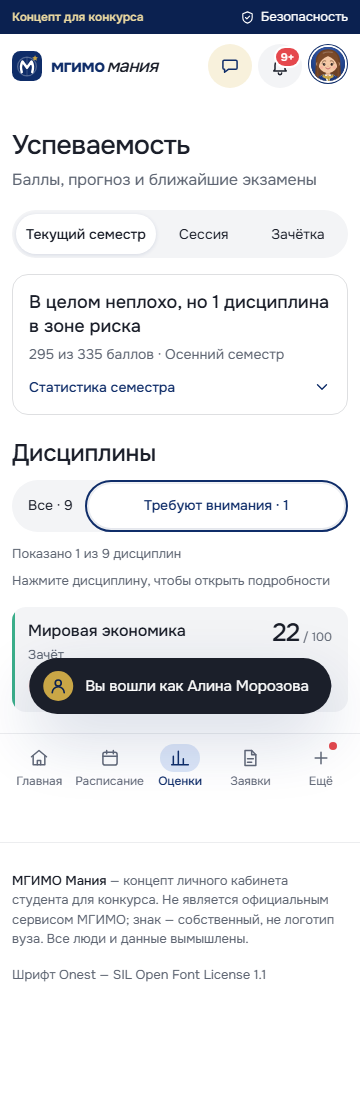 Концепт для конкурса
Безопасность
МГИМО МАНИЯ
9+
Успеваемость
Баллы, прогноз и ближайшие экзамены
Текущий семестр
Сессия
Зачётка
В целом неплохо, но 1 дисциплина
в зоне риска
295 из 335 баллов · Осенний семестр
Статистика семестра
Дисциплины
Все · 9
Требуют внимания · 1
Показано 1 из 9 дисциплин
Нажмите дисциплину, чтобы открыть подробности
Мировая экономика
22 / 100
Зачёт
Вы вошли как Алина Морозова
Главная
Расписание
Оценки
Заявки
Ещё
МГИМО Мания — концепт личного кабинета
студента для конкурса. Не является официальным
сервисом МГИМО; знак — собственный, не логотип
вуза. Все люди и данные вымышлены.
Шрифт Onest — SIL Open Font License 1.1